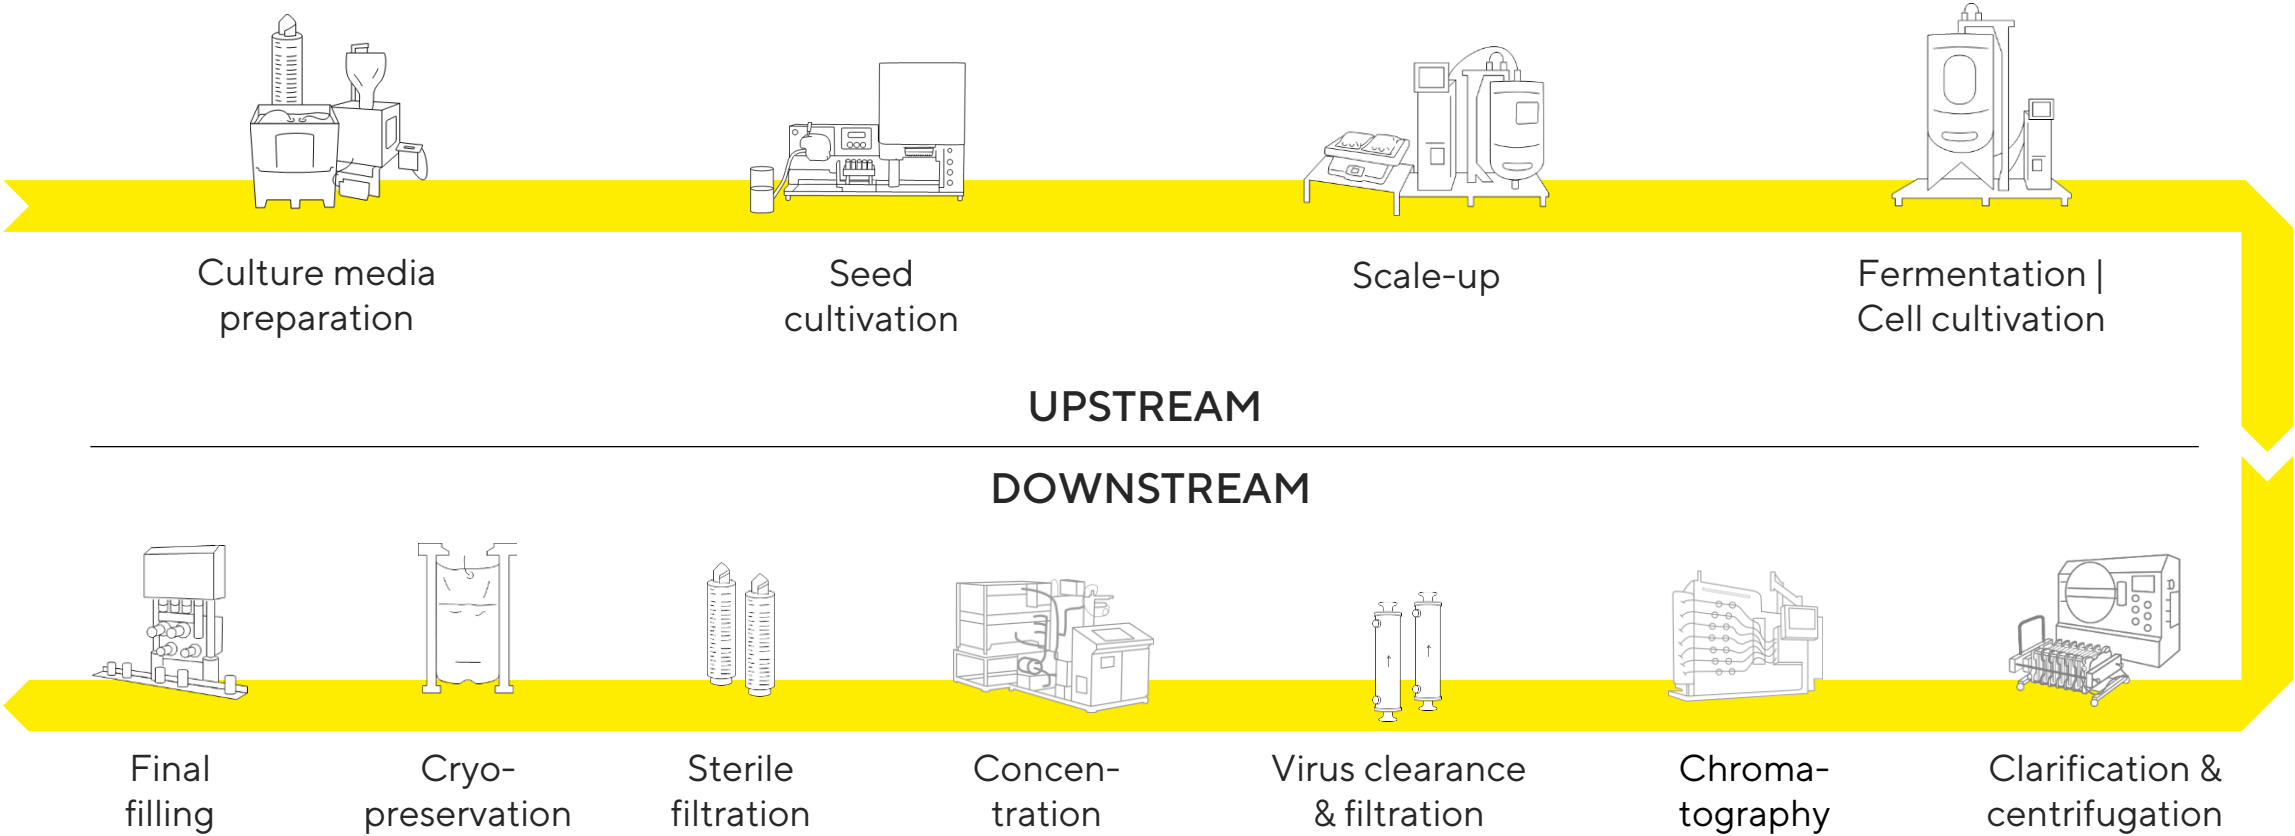 Culture media
preparation
Seed
cultivation
Scale-up
Fermentation |
Cell cultivation
UPSTREAM
DOWNSTREAM
Final
filling
Cryo-
preservation
Sterile
filtration
Concen-
tration
Virus clearance
& filtration
Chroma-
tography
Clarification &
centrifugation